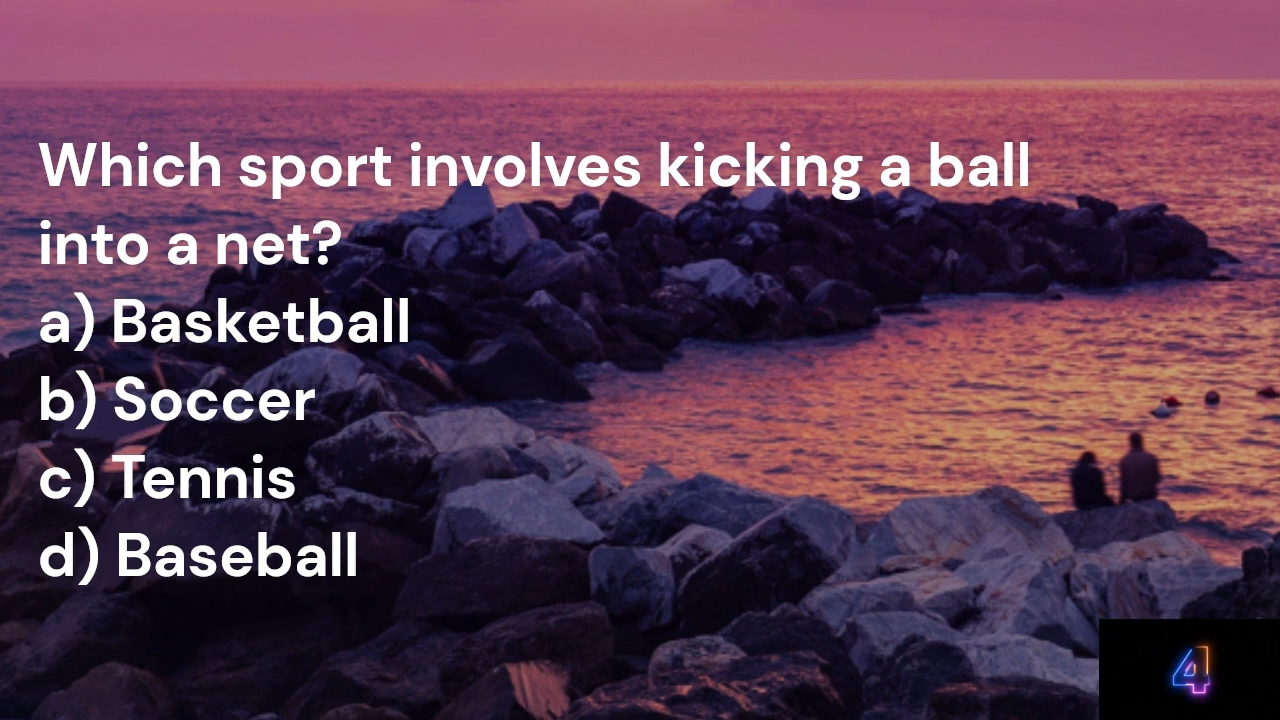 Which sport involves kicking a ball
into a net?
a) Basketball
b) Soccer
c) Tennis
d) Baseball
4